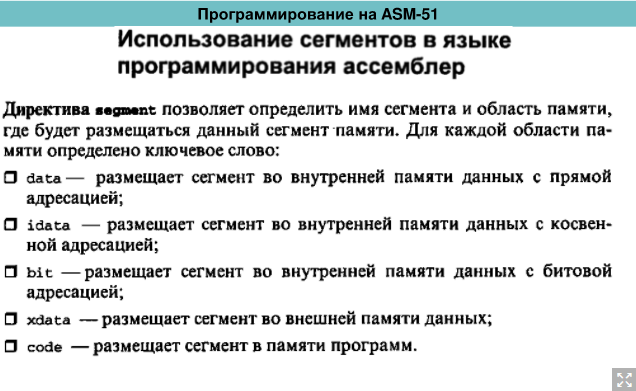 Программирование на ASM-51
Использование сегментов в языке
программирования ассемблер
Директива segment позволяет определить имя сегмента и область памяти,
где будет размещаться данный сегмент памяти. Для каждой области па-
мяти определено ключевое слово:
❒ data — размещает сегмент во внутренней памяти данных с прямой
адресацией;
❒ idata — размещает сегмент во внутренней памяти данных с косвен-
ной адресацией;
❒ bit — размещает сегмент во внутренней памяти данных с битовой
адресацией;
❒ xdata — размещает сегмент во внешней памяти данных;
❒ code — размещает сегмент в памяти программ.